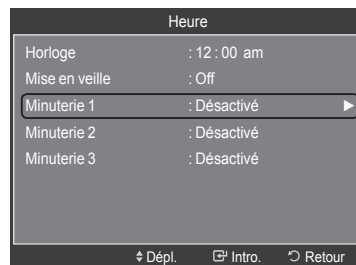 Heure
Horloge : 12 : 00 am
Mise en veille : Off
Minuterie 1 : Désactivé
Minuterie 2 : Désactivé
Minuterie 3 : Désactivé
Dépl. Intro. Retour